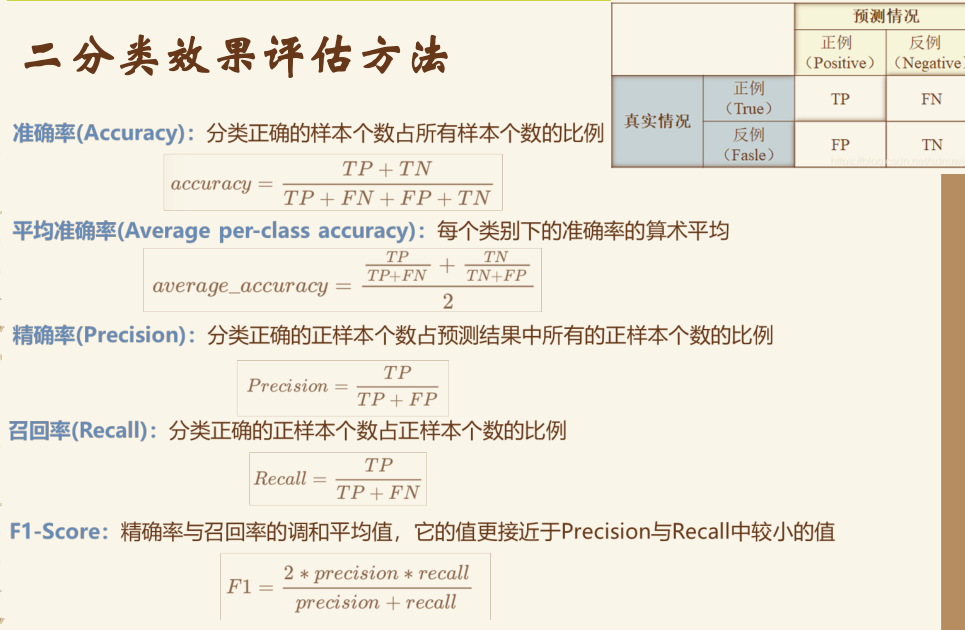 二分类效果评估方法
预测情况
正例
（Positive）
反例
（Negative）
真实情况
正例
（True）
TP
FN
反例
（Fasle）
FP
TN
准确率(Accuracy)：分类正确的样本个数占所有样本个数的比例
accuracy = \frac{TP + TN}{TP + FN + FP + TN}
平均准确率(Average per-class accuracy)：每个类别下的准确率的算术平均
average_accuracy = \frac{\frac{TP}{TP+FN} + \frac{TN}{TN+FP}}{2}
精确率(Precision)：分类正确的正样本个数占预测结果中所有的正样本个数的比例
Precision = \frac{TP}{TP + FP}
召回率(Recall)：分类正确的正样本个数占正样本个数的比例
Recall = \frac{TP}{TP + FN}
F1-Score：精确率与召回率的调和平均值，它的值更接近于Precision与Recall中较小的值
F1 = \frac{2 * precision * recall}{precision + recall}